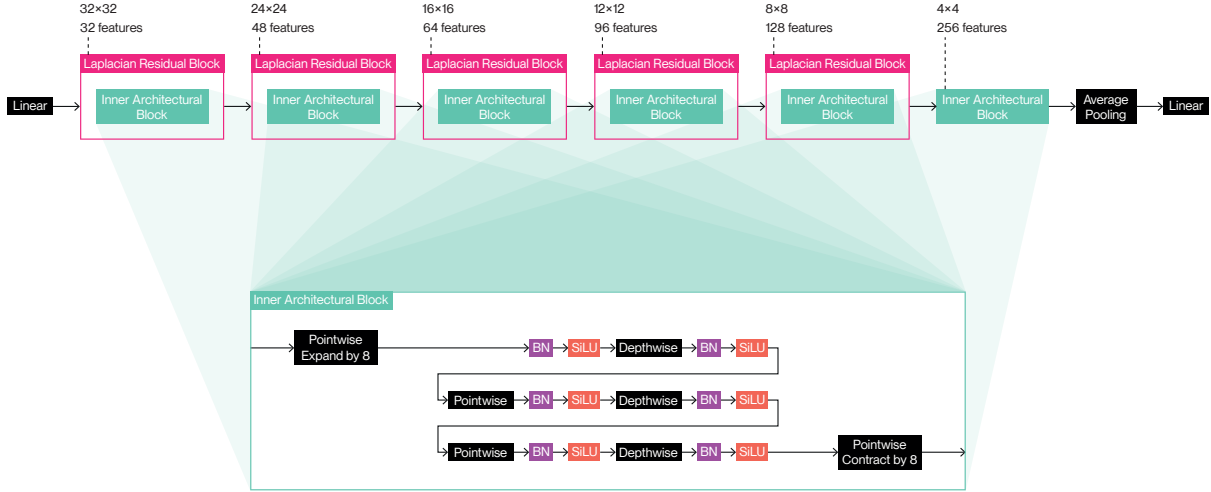 32×32
32 features
24×24
48 features
16×16
64 features
12×12
96 features
8×8
128 features
4×4
256 features
Laplacian Residual Block
Laplacian Residual Block
Laplacian Residual Block
Laplacian Residual Block
Laplacian Residual Block
Linear
Inner Architectural
Block
Inner Architectural
Block
Inner Architectural
Block
Inner Architectural
Block
Inner Architectural
Block
Inner Architectural
Block
Average
Pooling
Linear
Inner Architectural Block
Pointwise
Expand by 8
BN
SiLU
Depthwise
BN
SiLU
Pointwise
BN
SiLU
Depthwise
BN
SiLU
Pointwise
BN
SiLU
Depthwise
BN
SiLU
Pointwise
Contract by 8